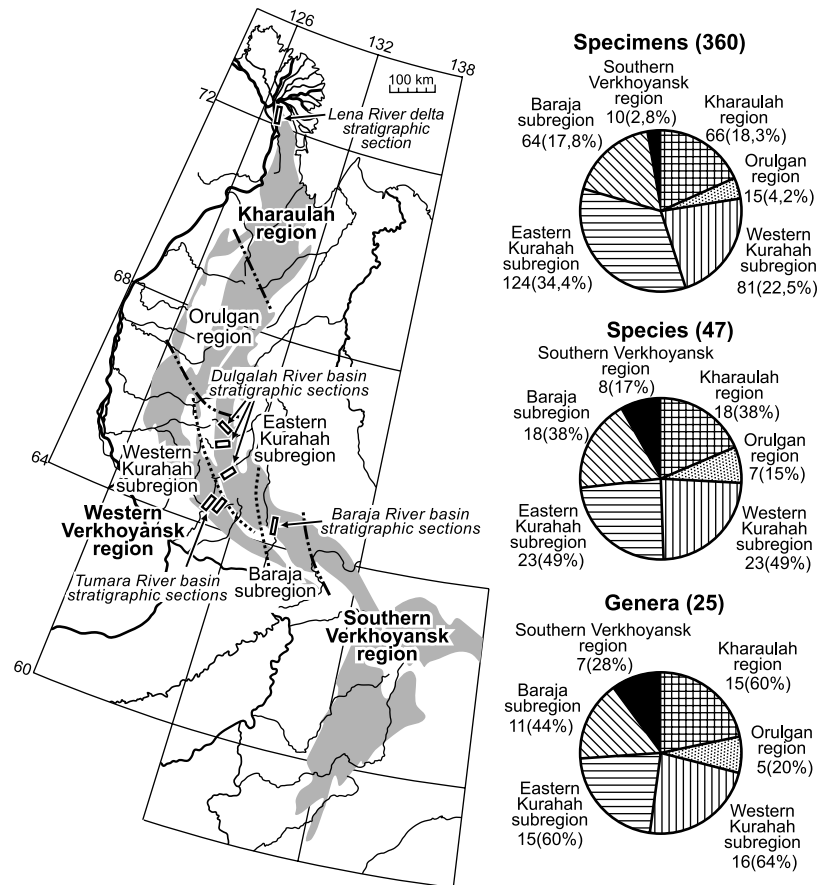 126
132
138
100 km
72
Lena River delta
stratigraphic
section
Kharaulah
region
68
Orulgan
region
Dulgalah River basin
stratigraphic sections
Eastern
Kurahah
subregion
64
Western
Kurahah
subregion
Western
Verkhoyansk
region
Baraja River basin
stratigraphic sections
Tumara River basin
stratigraphic sections
Baraja
subregion
Southern
Verkhoyansk
region
60
Specimens (360)
Southern
Verkhoyansk
region
10(2,8%)
Baraja
subregion
64(17,8%)
Kharaulah
region
66(18,3%)
Orulgan
region
15(4,2%)
Eastern
Kurahah
subregion
124(34,4%)
Western
Kurahah
subregion
81(22,5%)
Species (47)
Southern Verkhoyansk
region
8(17%)
Kharaulah
region
18(38%)
Baraja
subregion
18(38%)
Orulgan
region
7(15%)
Eastern
Kurahah
subregion
23(49%)
Western
Kurahah
subregion
23(49%)
Genera (25)
Southern Verkhoyansk
region
7(28%)
Kharaulah
region
15(60%)
Baraja
subregion
11(44%)
Orulgan
region
5(20%)
Eastern
Kurahah
subregion
15(60%)
Western
Kurahah
subregion
16(64%)